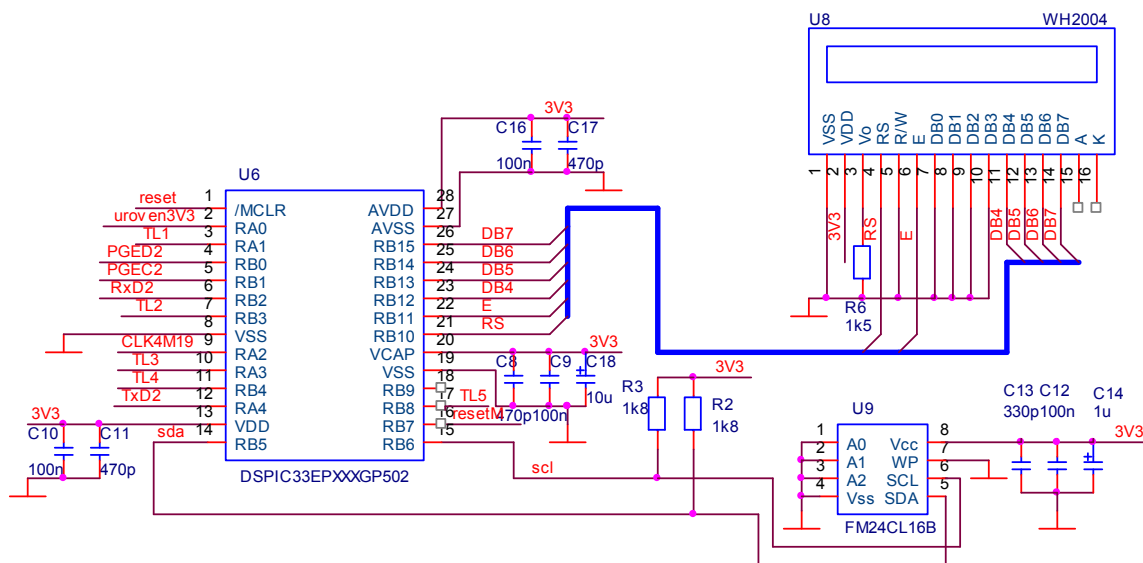 U8 WH2004
VSS VDD Vo RS R/W E DB0 DB1 DB2 DB3 DB4 DB5 DB6 DB7 A K
1 2 3 4 5 6 7 8 9 10 11 12 13 14 15 16
3V3 RS E DB4 DB5 DB6 DB7
R6
1k5
3V3
C16 C17
100n 470p
U6
reset 1 /MCLR AVDD 28
uroven3V3 2 RA0 AVSS 27
TL1 3 RA1 RB15 26 DB7
PGED2 4 RB0 RB14 25 DB6
PGEC2 5 RB1 RB13 24 DB5
RxD2 6 RB2 RB12 23 DB4
TL2 7 RB3 RB11 22 E
8 VSS RB10 21 RS
CLK4M19 9 RA2 VCAP 20
TL3 10 RA3 VSS 19
TL4 11 RB4 RB9 18
TxD2 12 RA4 RB8 17 TL5
13 VDD RB7 16 resetM
sda 14 RB5 RB6 15
scl
DSPIC33EPXXXGP502
3V3
C8 C9 C18
470p 100n 10u
3V3
C10 C11
100n 470p
3V3
R3
1k8
R2
1k8
U9
1 A0 Vcc 8
2 A1 WP 7
3 A2 SCL 6
4 Vss SDA 5
FM24CL16B
C13 C12 C14
330p 100n 1u
3V3